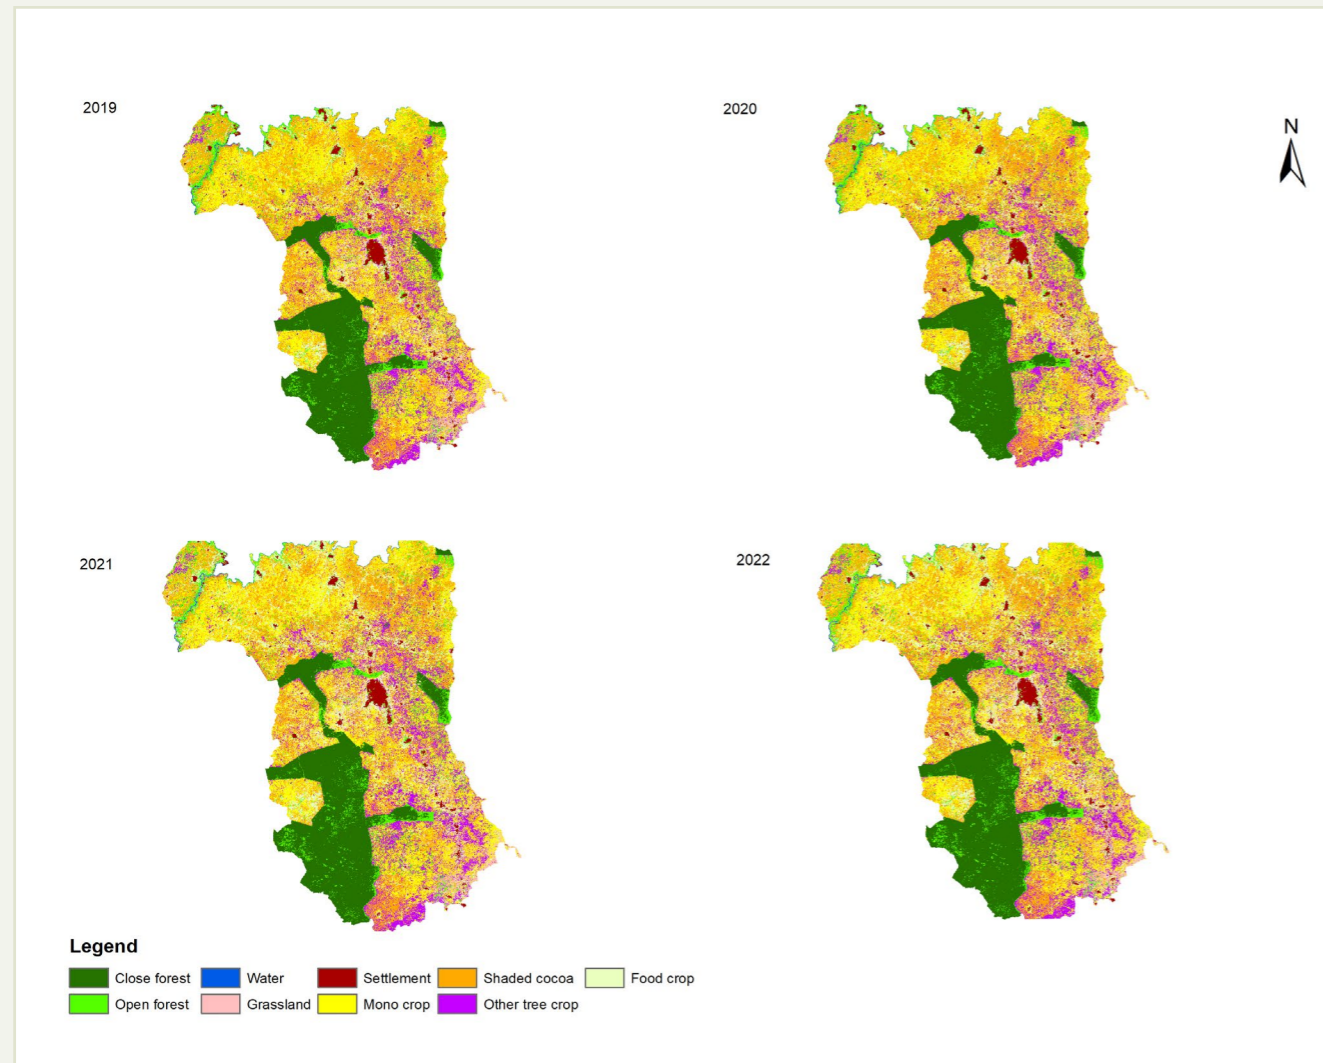 2019
2020
N
2021
2022
Legend
Close forest
Water
Settlement
Shaded cocoa
Food crop
Open forest
Grassland
Mono crop
Other tree crop